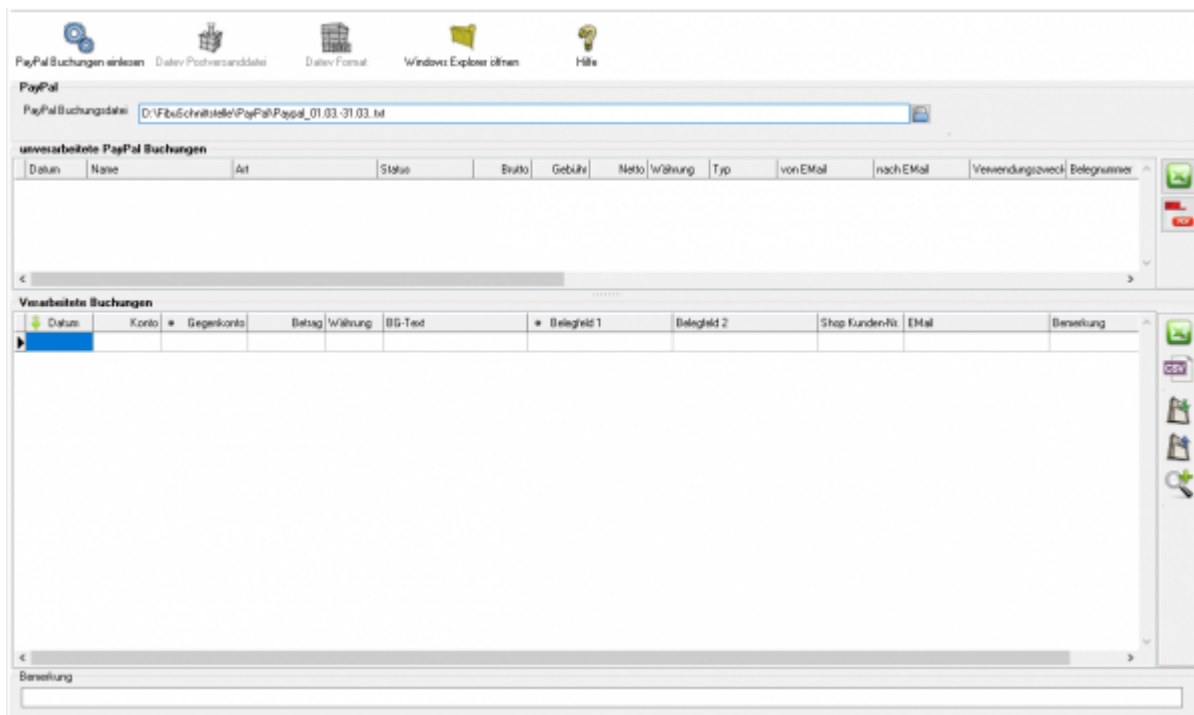 PayPal Buchungen einlesen Datev Postversanddatei Datev Format Windows Explorer öffnen Hilfe
PayPal
PayPal Buchungsdatei D:\FibuSchnittstelle\PayPal\Paypal_01.03.-31.03..txt
unverarbeitete PayPal Buchungen
Datum Name Art Status Brutto Gebühr Netto Währung Typ von EMail nach EMail Verwendungszweck Belegnummer
PDF
Verarbeitete Buchungen
Datum Konto * Gegenkonto Betrag Währung BG-Text * Belegfeld 1 Belegfeld 2 Shop Kunden-Nr. EMail Bemerkung
CSV
Bemerkung